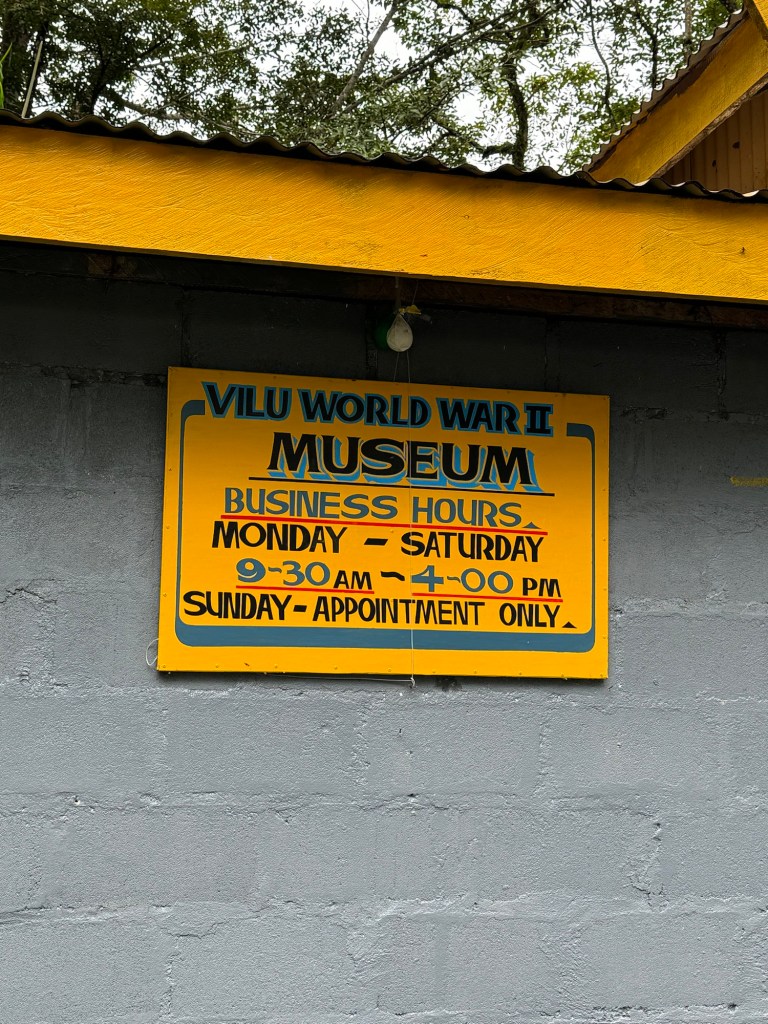 VILU WORLD WAR II
MUSEUM
BUSINESS HOURS
MONDAY - SATURDAY
9-30 AM ~ 4-00 PM
SUNDAY - APPOINTMENT ONLY